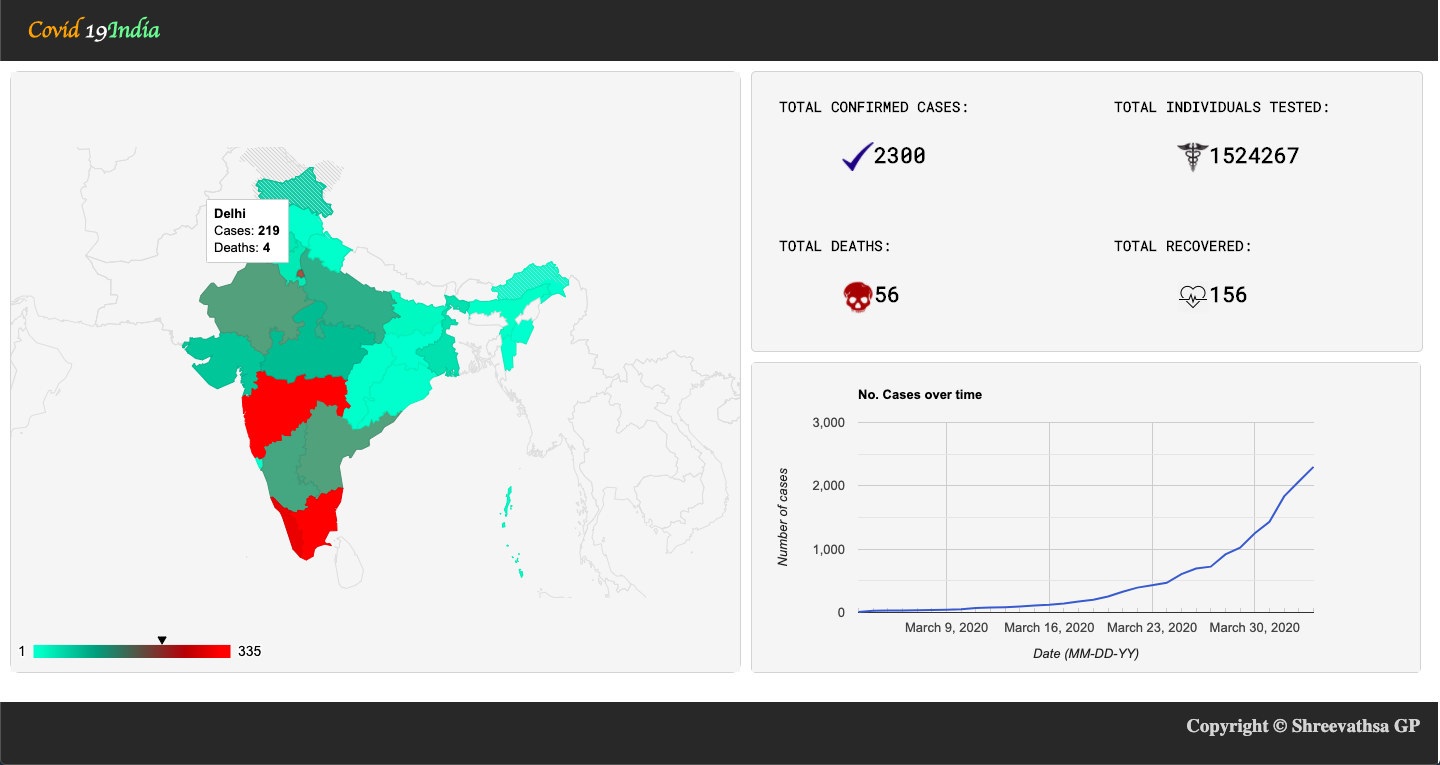 Covid 19India
Delhi
Cases: 219
Deaths: 4
1
335
TOTAL CONFIRMED CASES:
2300
TOTAL INDIVIDUALS TESTED:
1524267
TOTAL DEATHS:
56
TOTAL RECOVERED:
156
No. Cases over time
3,000
2,000
1,000
0
Number of cases
March 9, 2020
March 16, 2020
March 23, 2020
March 30, 2020
Date (MM-DD-YY)
Copyright © Shreevathsa GP